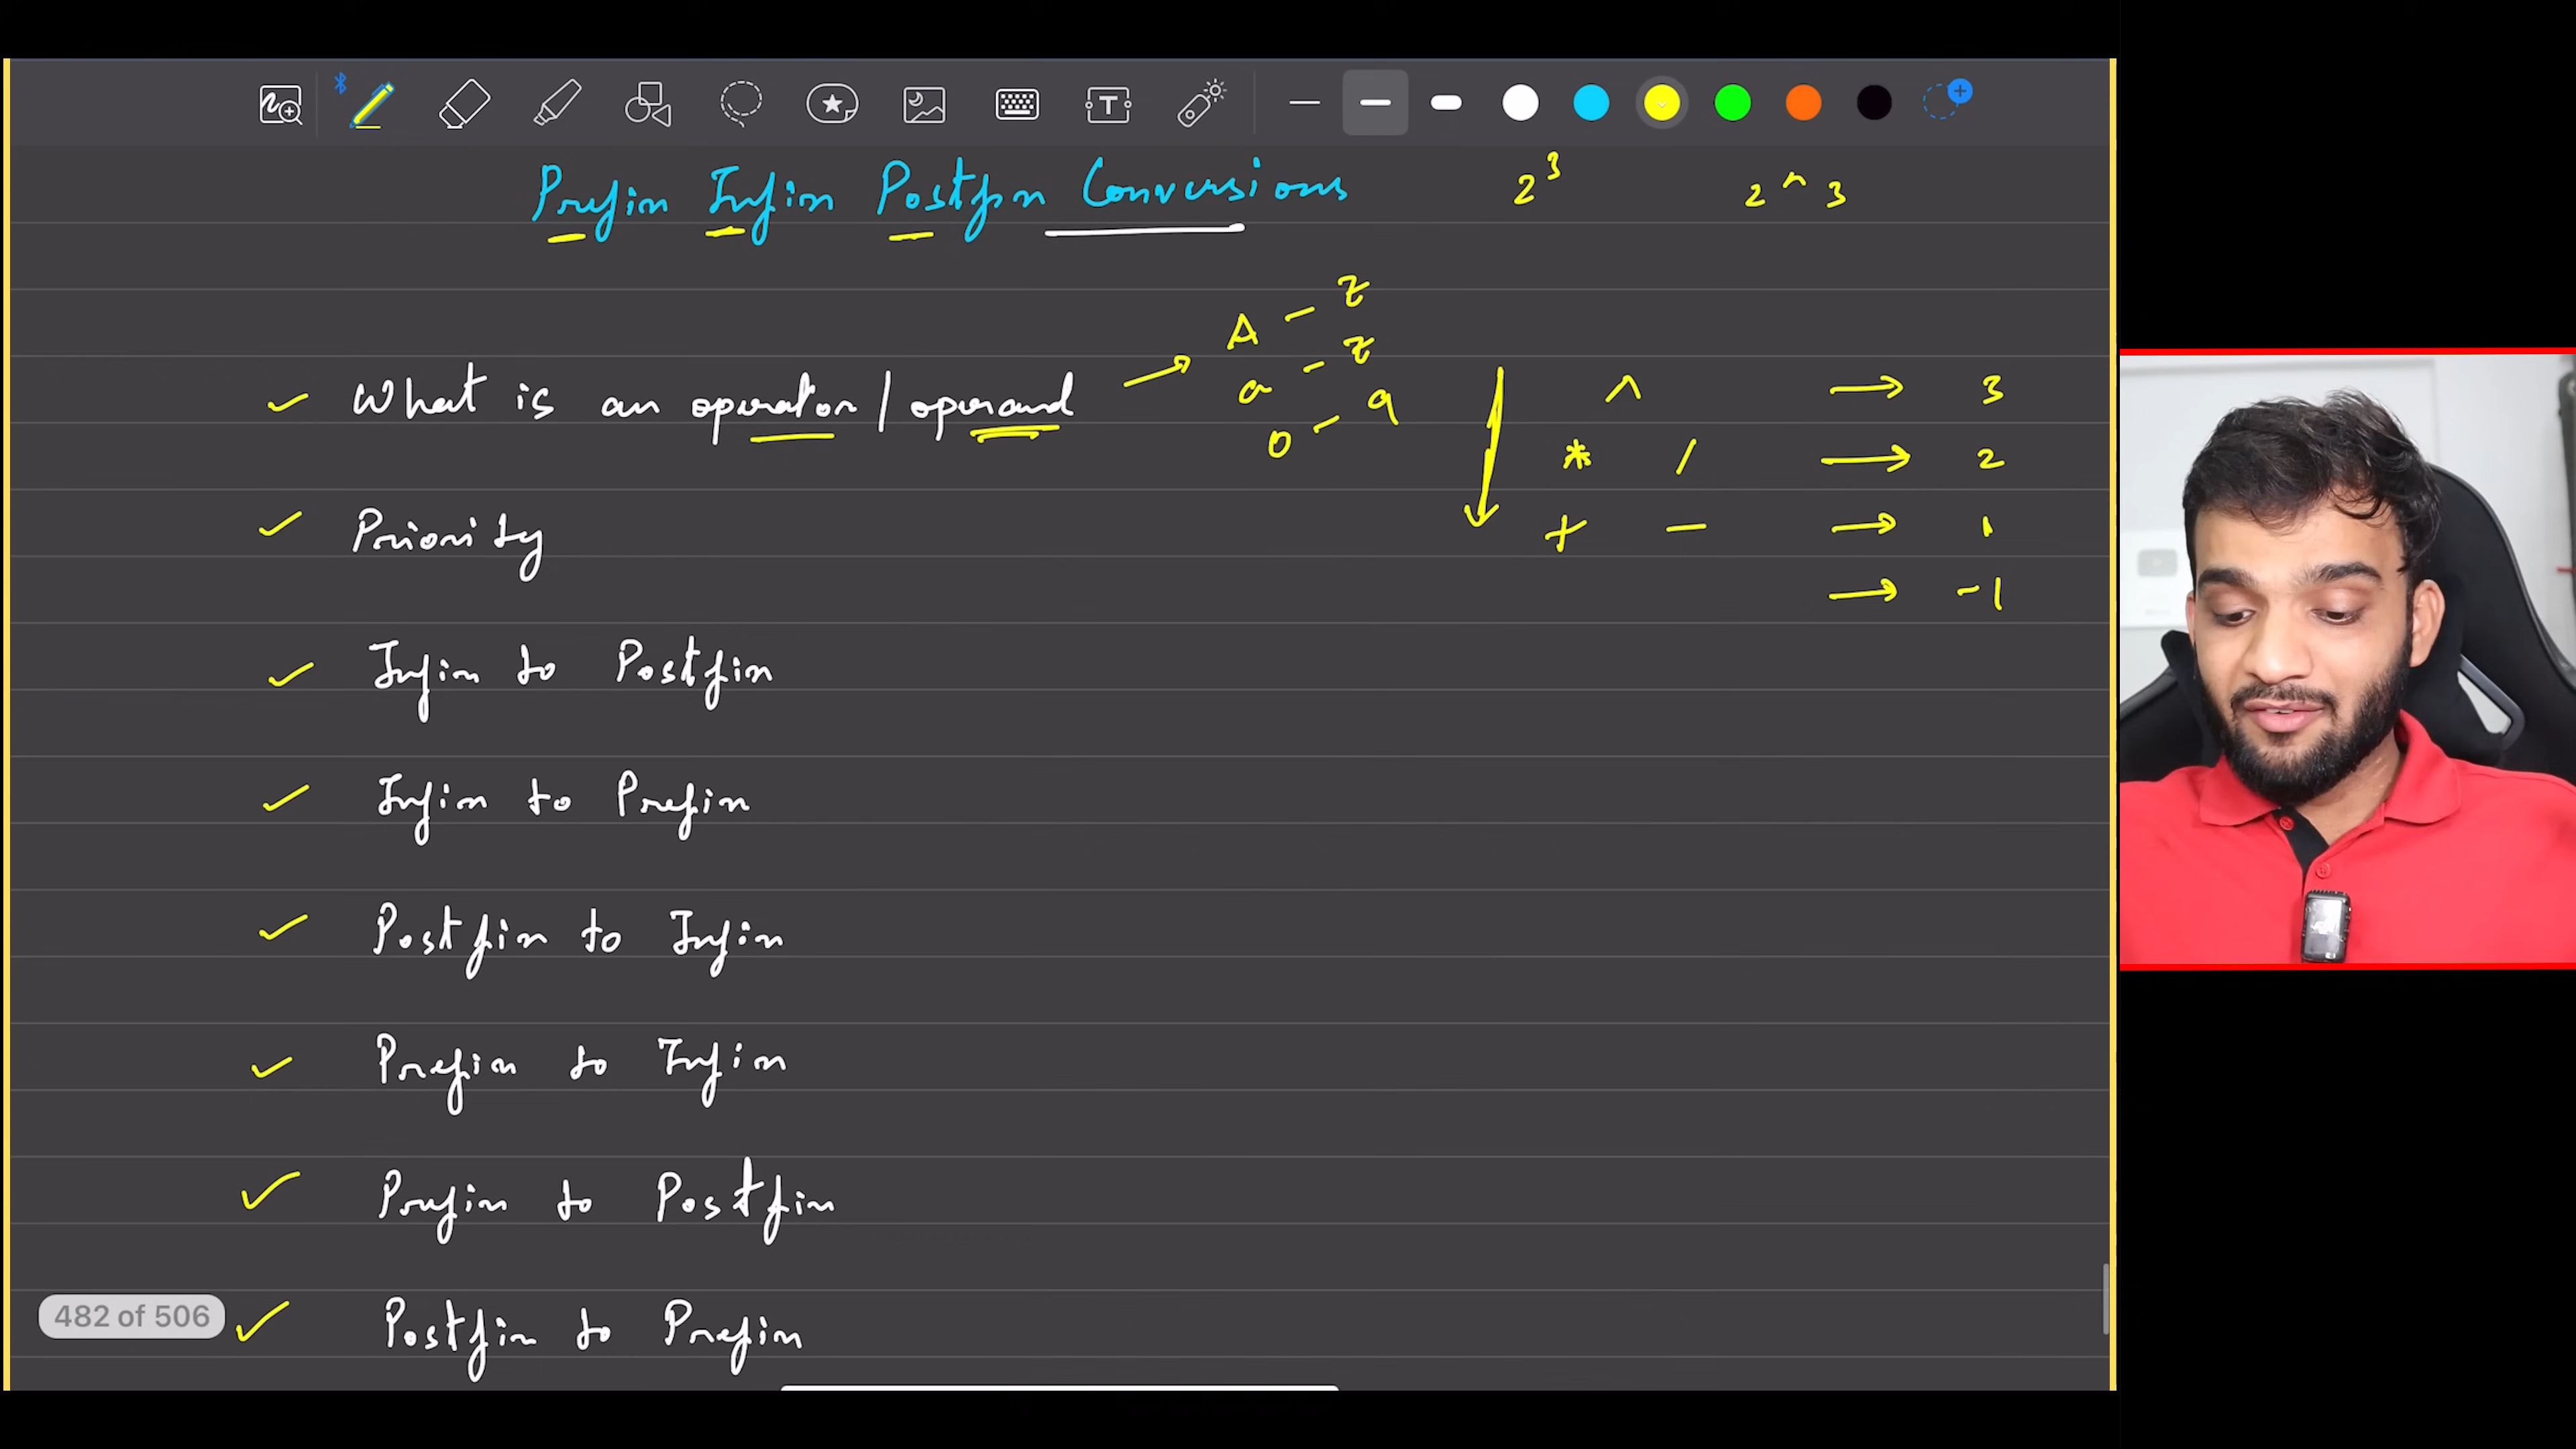 Prefix Infix Postfix Conversions 2^3 2 ^ 3
A - Z
a - z
0 - 9
✓ What is an operator / operand →
^ → 3
* / → 2
+ - → 1
→ -1
✓ Priority
✓ Infix to Postfix
✓ Infix to Prefix
✓ Postfix to Infix
✓ Prefix to Infix
✓ Prefix to Postfix
✓ Postfix to Prefix
482 of 506